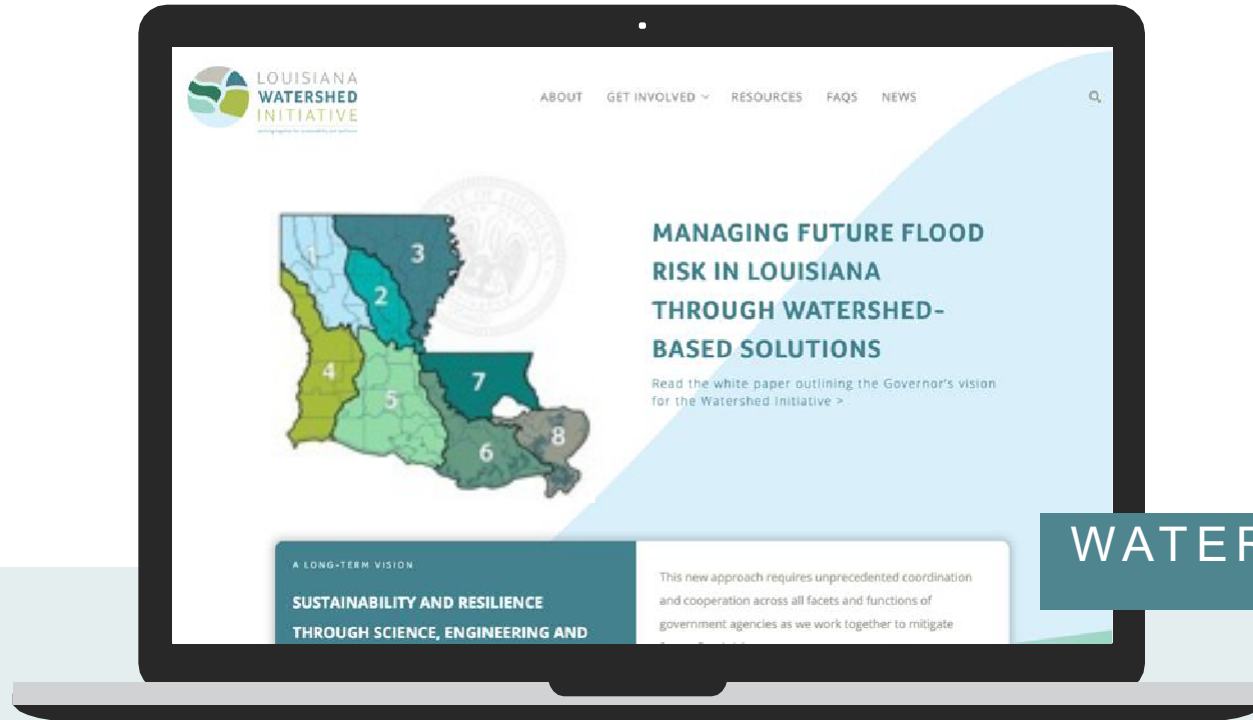 LOUISIANA
WATERSHED
INITIATIVE
ABOUT GET INVOLVED RESOURCES FAQS NEWS
1
3
2
4
5
7
8
6
MANAGING FUTURE FLOOD
RISK IN LOUISIANA
THROUGH WATERSHED-
BASED SOLUTIONS
Read the white paper outlining the Governor's vision
for the Watershed Initiative >
WATER
A LONG-TERM VISION
SUSTAINABILITY AND RESILIENCE
THROUGH SCIENCE, ENGINEERING AND
This new approach requires unprecedented coordination
and cooperation across all facets and functions of
government agencies as we work together to mitigate